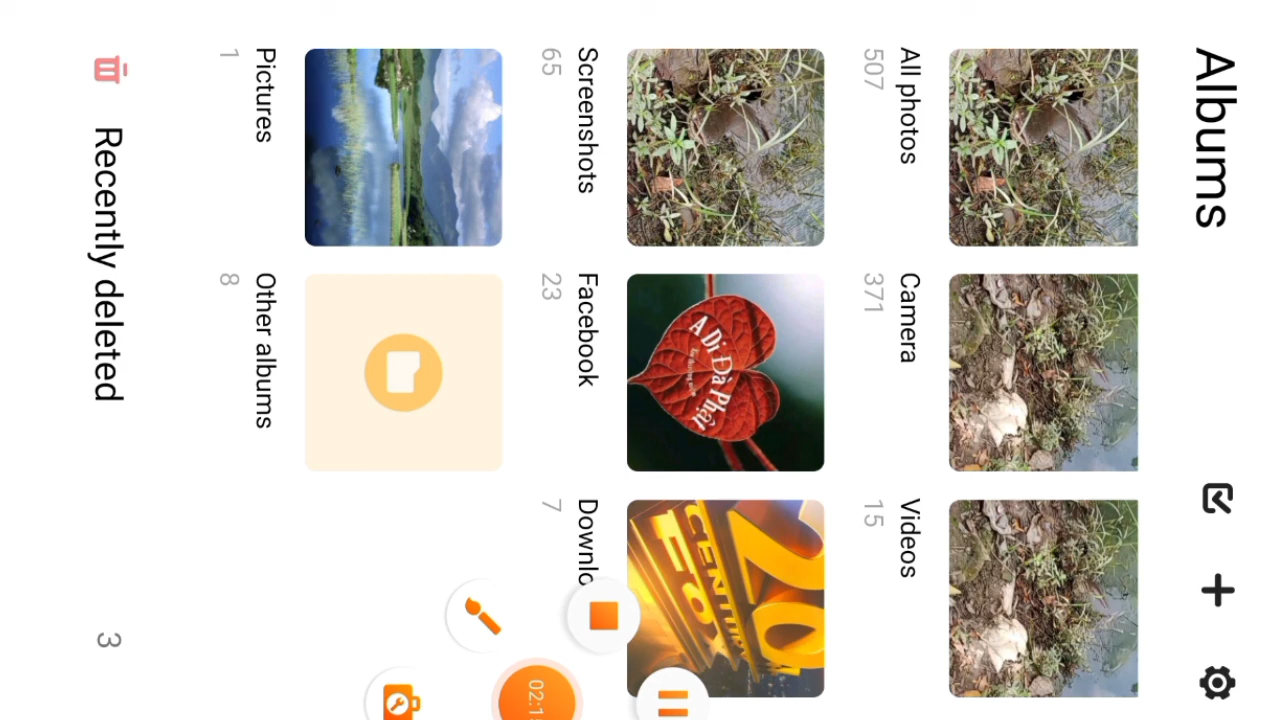 Albums
All photos
507
Camera
371
Videos
15
Screenshots
65
Facebook
23
A Di Đà Phật
Downlo
7
20
CENTURY
FO
Pictures
1
Other albums
8
Recently deleted
3
02:1